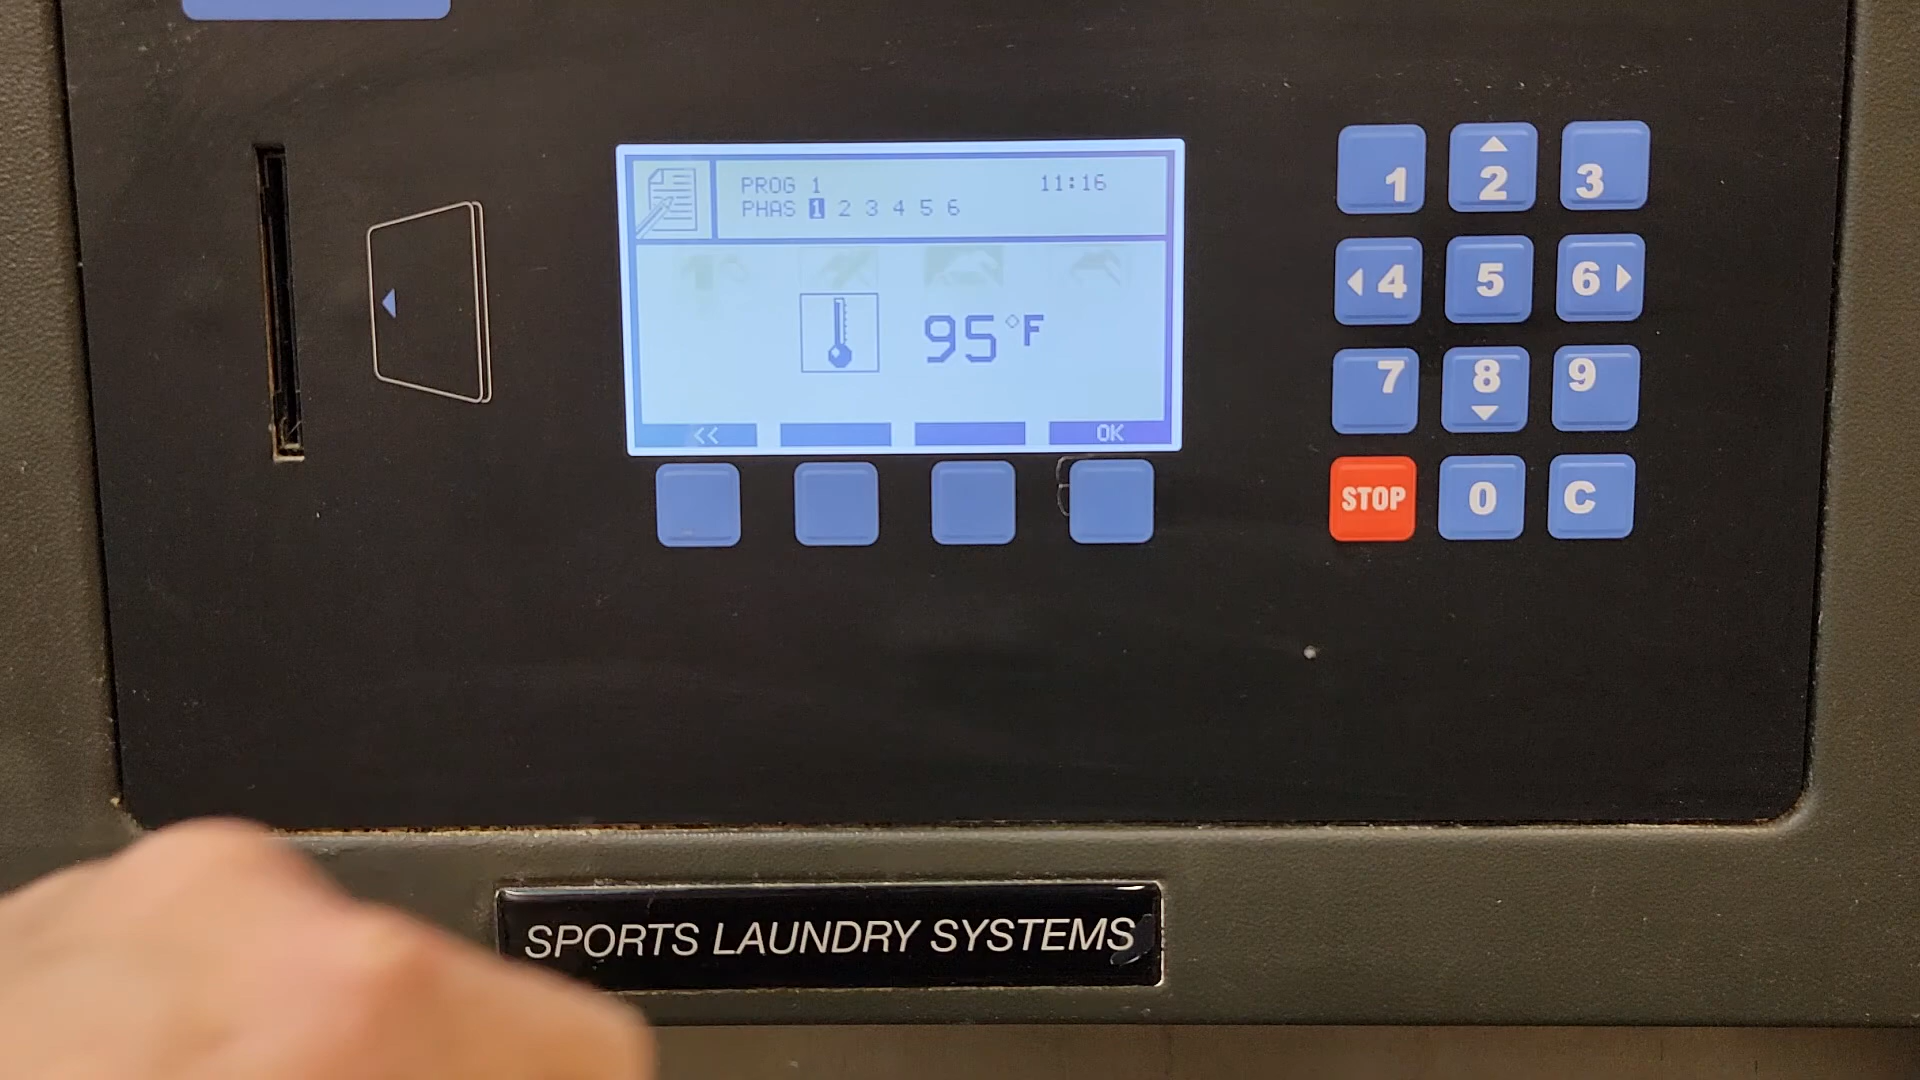 PROG 1 11:16
PHAS 1 2 3 4 5 6
95°F
<< OK
1 2 3
4 5 6
7 8 9
STOP 0 C
SPORTS LAUNDRY SYSTEMS